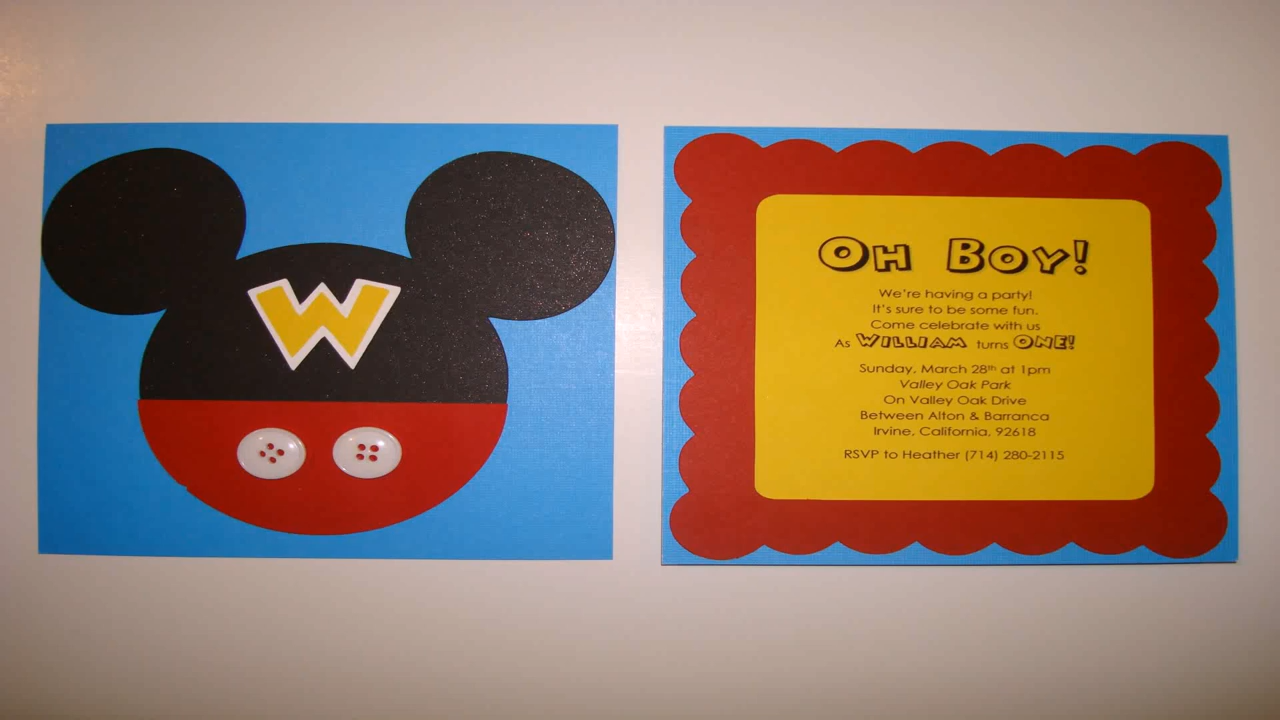 W
Oh Boy!
We're having a party!
It's sure to be some fun.
Come celebrate with us
As WILLIAM turns ONE!
Sunday, March 28th at 1pm
Valley Oak Park
On Valley Oak Drive
Between Alton & Barranca
Irvine, California, 92618
RSVP to Heather (714) 280-2115